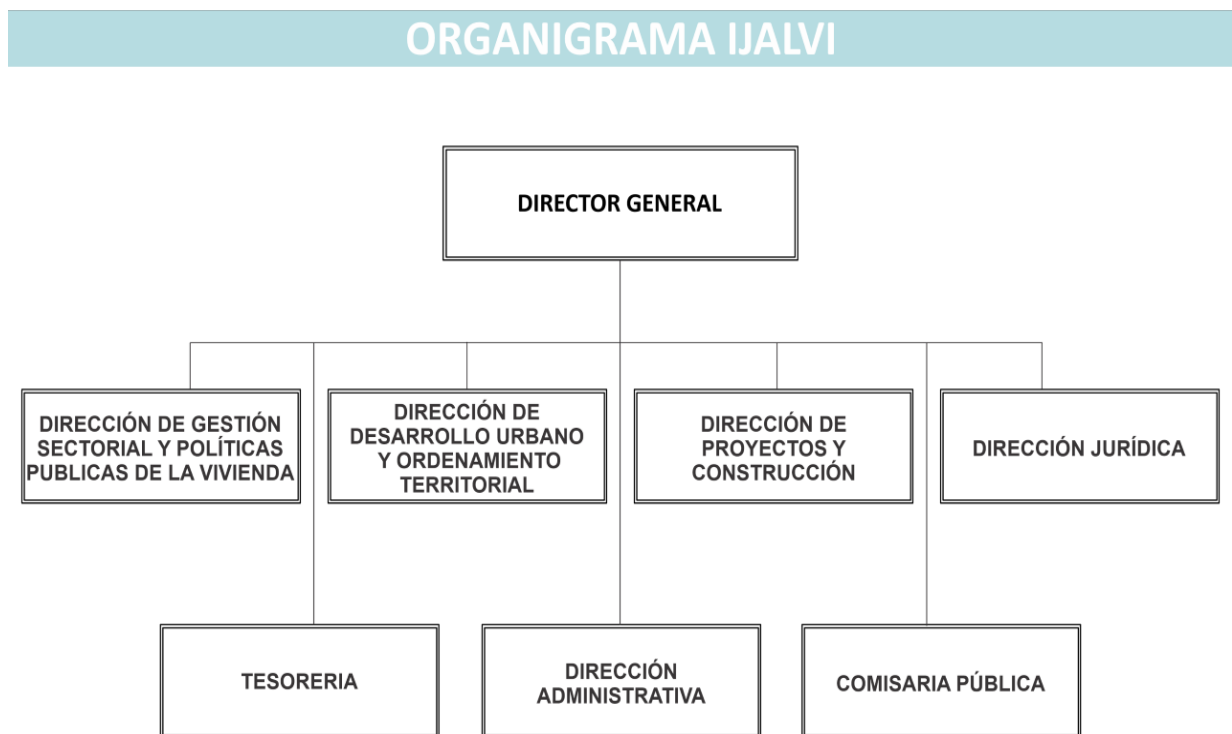 ORGANIGRAMA IJALVI
DIRECTOR GENERAL
DIRECCIÓN DE GESTIÓN
SECTORIAL Y POLÍTICAS
PUBLICAS DE LA VIVIENDA
DIRECCIÓN DE
DESARROLLO URBANO
Y ORDENAMIENTO
TERRITORIAL
DIRECCIÓN DE
PROYECTOS Y
CONSTRUCCIÓN
DIRECCIÓN JURÍDICA
TESORERIA
DIRECCIÓN
ADMINISTRATIVA
COMISARIA PÚBLICA